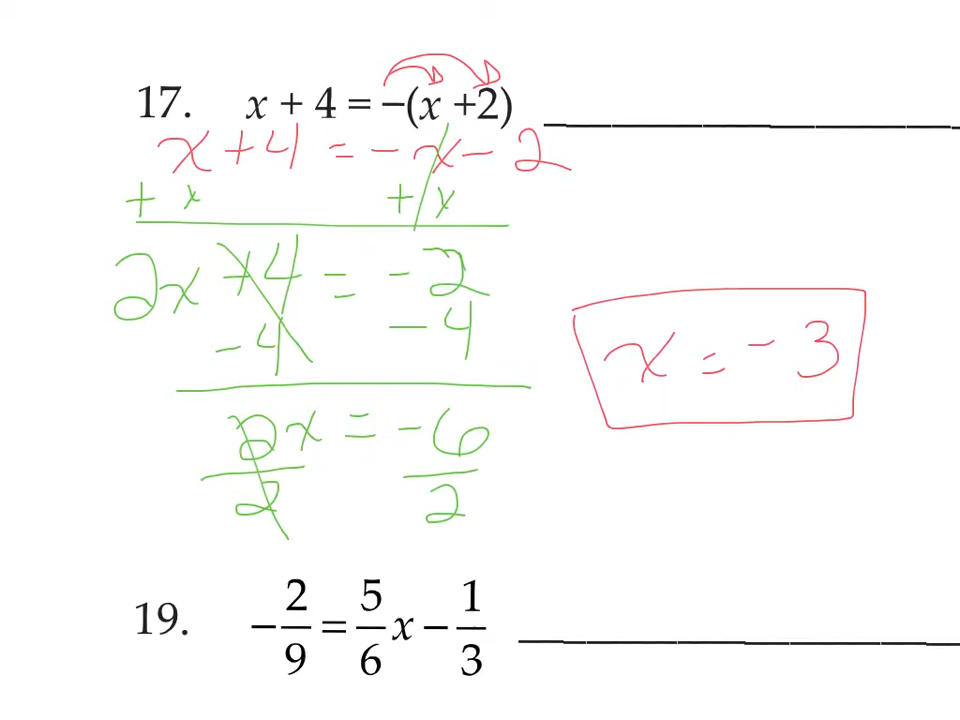 17. x + 4 = −(x +2)
x + 4 = - x - 2
+ x + x
2x + 4 = - 2
- 4 - 4
2x = - 6
2 2
x = - 3
19. − 2/9 = 5/6 x − 1/3